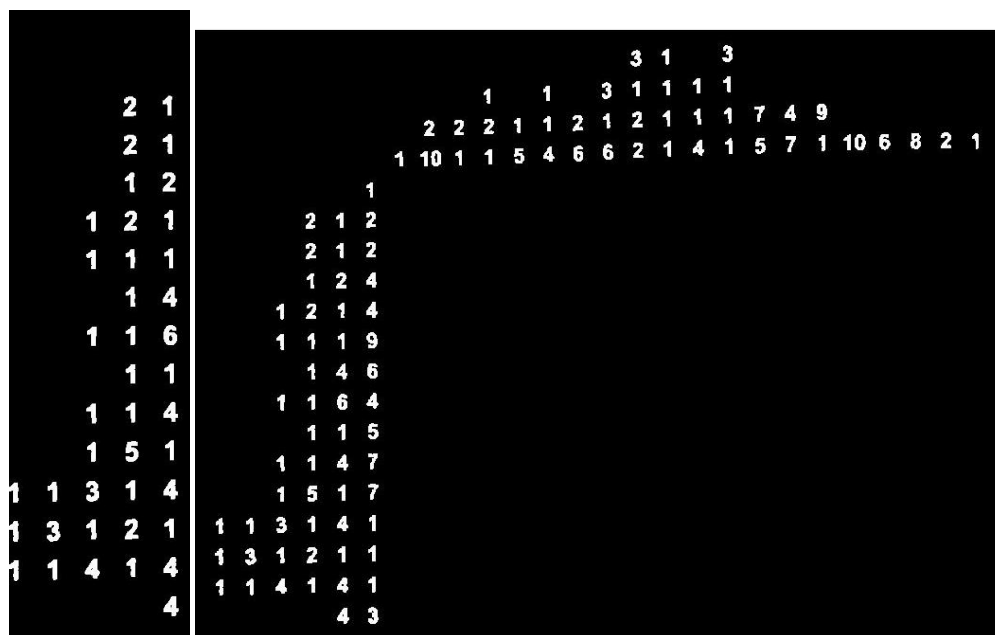 2 1
2 1
1 2
1 2 1
1 1 1
1 4
1 1 6
1 1
1 1 4
1 5 1
1 1 3 1 4
1 3 1 2 1
1 1 4 1 4
4
3 1 3
1 1 3 1 1 1 1
2 2 2 1 1 2 1 2 1 1 1 7 4 9
1 10 1 1 5 4 6 6 2 1 4 1 5 7 1 10 6 8 2 1
1
2 1 2
2 1 2
1 2 4
1 2 1 4
1 1 1 9
1 4 6
1 1 6 4
1 1 5
1 1 4 7
1 5 1 7
1 1 3 1 4 1
1 3 1 2 1 1
1 1 4 1 4 1
4 3